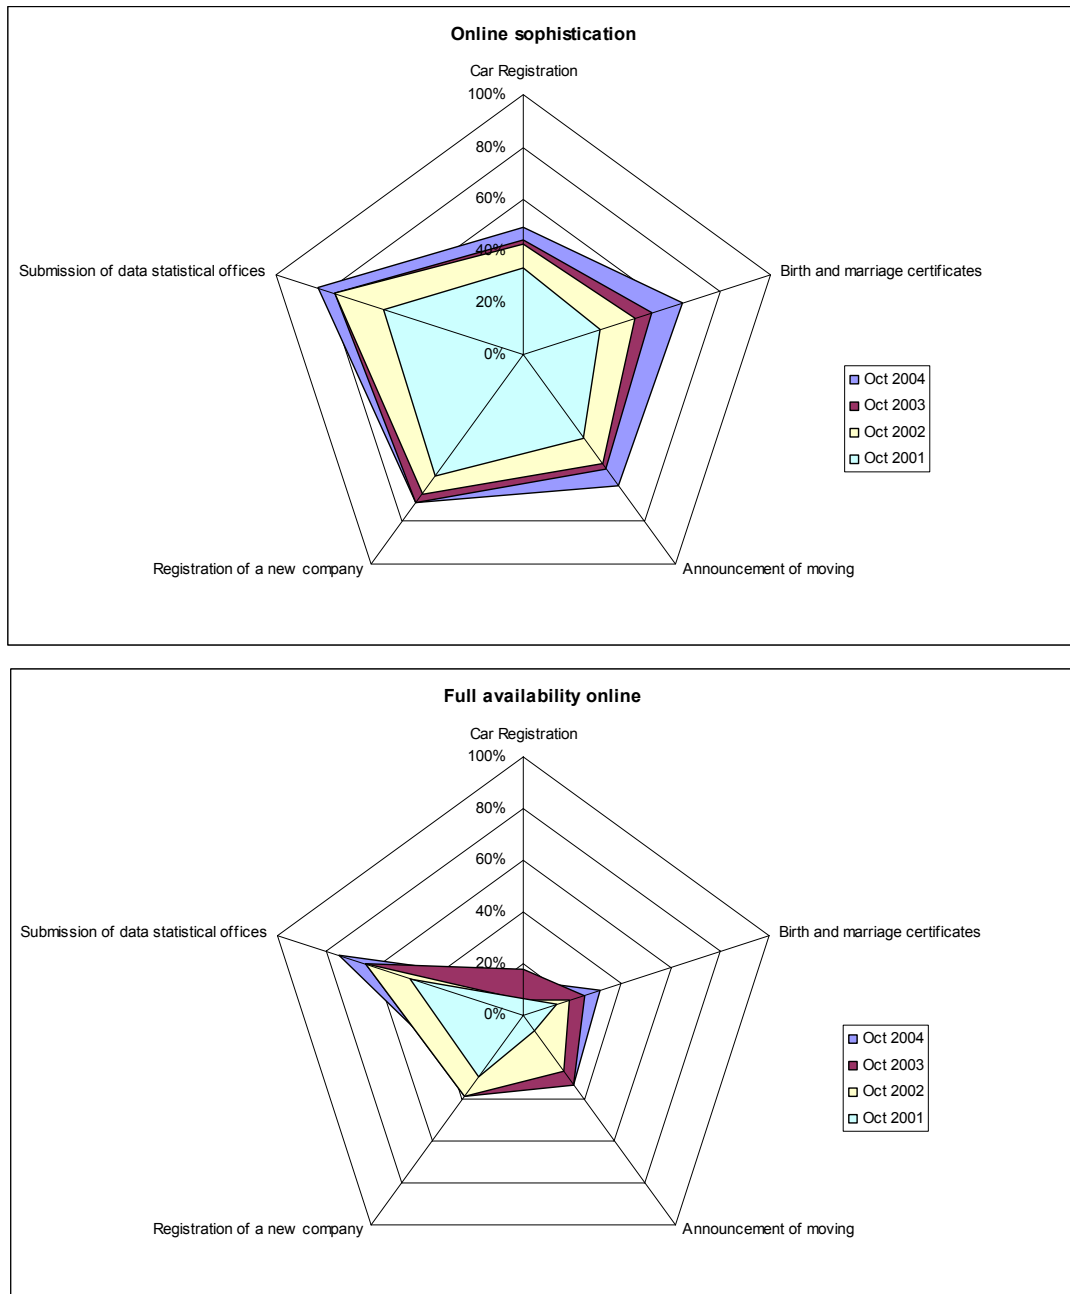 Online sophistication
Car Registration
100%
80%
60%
40%
20%
0%
Submission of data statistical offices
Birth and marriage certificates
Registration of a new company
Announcement of moving
Oct 2004
Oct 2003
Oct 2002
Oct 2001
Full availability online
Car Registration
100%
80%
60%
40%
20%
0%
Submission of data statistical offices
Birth and marriage certificates
Registration of a new company
Announcement of moving
Oct 2004
Oct 2003
Oct 2002
Oct 2001